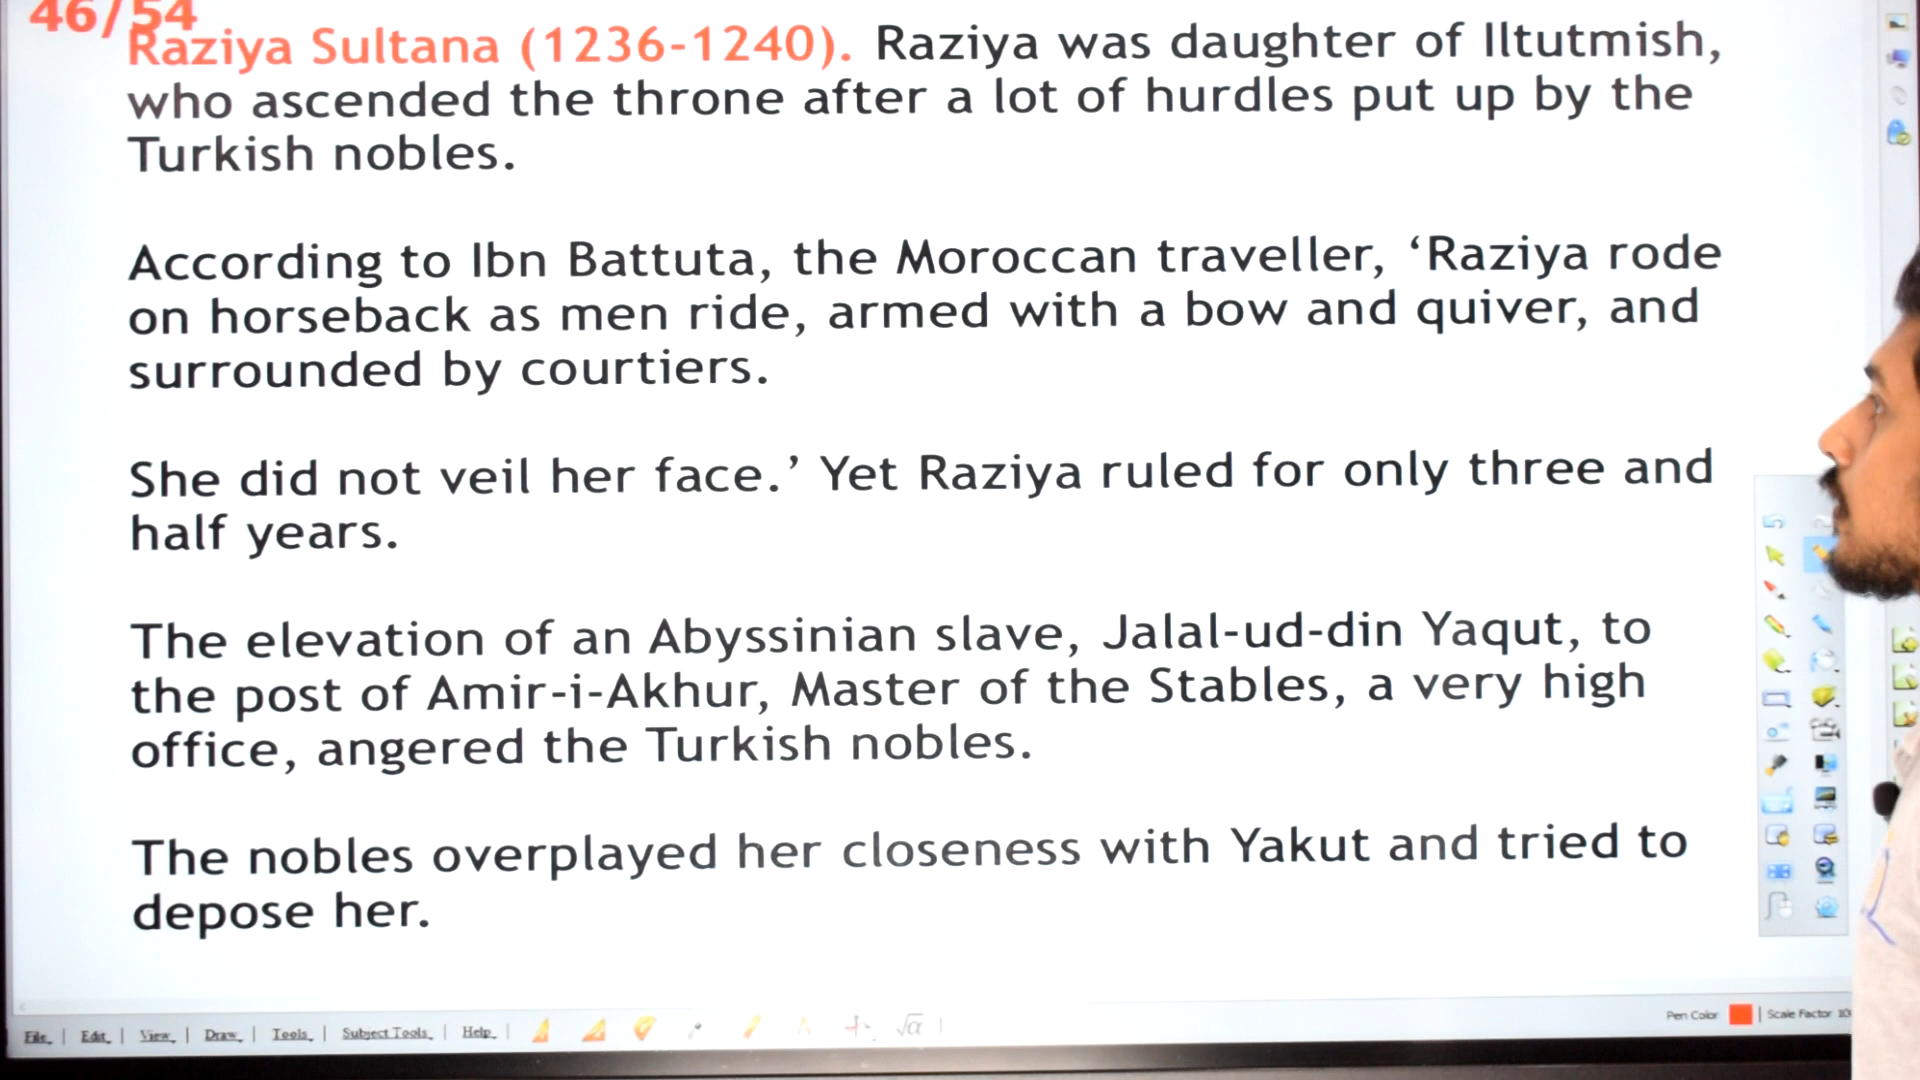 46/54
Raziya Sultana (1236-1240). Raziya was daughter of Iltutmish,
who ascended the throne after a lot of hurdles put up by the
Turkish nobles.
According to Ibn Battuta, the Moroccan traveller, ‘Raziya rode
on horseback as men ride, armed with a bow and quiver, and
surrounded by courtiers.
She did not veil her face.’ Yet Raziya ruled for only three and
half years.
The elevation of an Abyssinian slave, Jalal-ud-din Yaqut, to
the post of Amir-i-Akhur, Master of the Stables, a very high
office, angered the Turkish nobles.
The nobles overplayed her closeness with Yakut and tried to
depose her.
File | Edit | View | Draw | Tools | Subject Tools | Help | √α |
Pen Color | Scale Factor